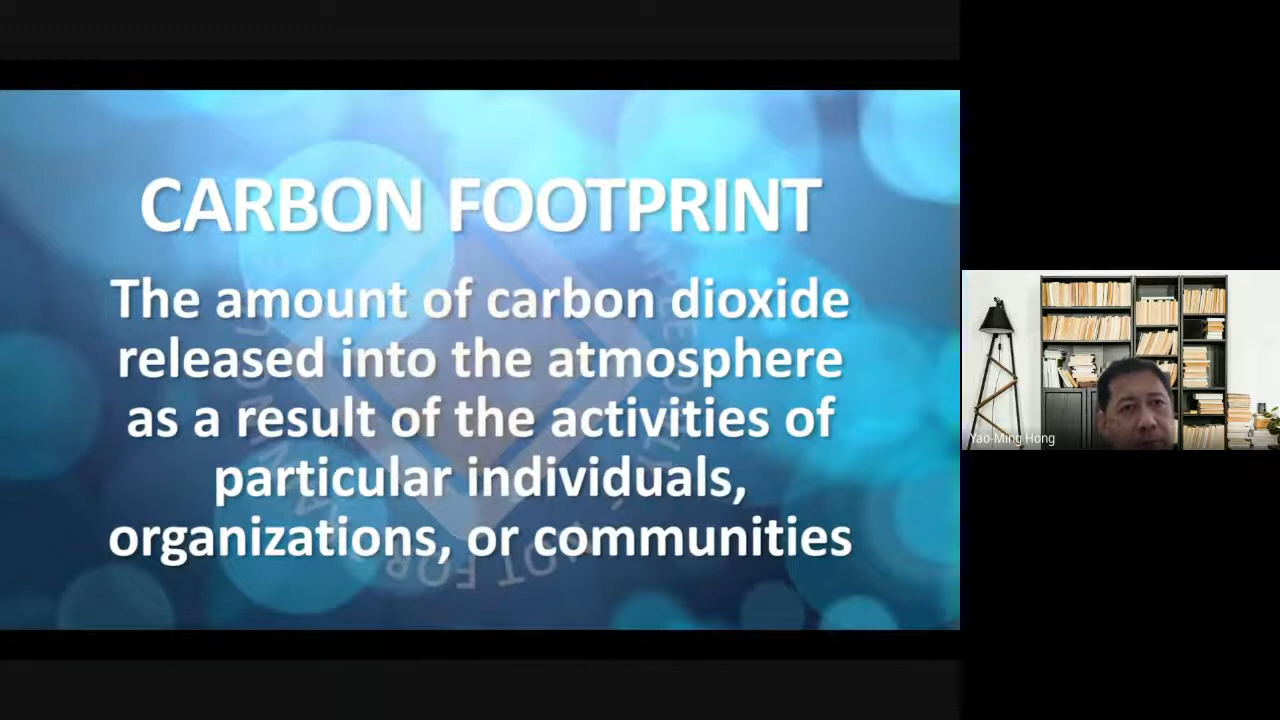 CARBON FOOTPRINT
The amount of carbon dioxide
released into the atmosphere
as a result of the activities of
particular individuals,
organizations, or communities
Yao-Ming Hong